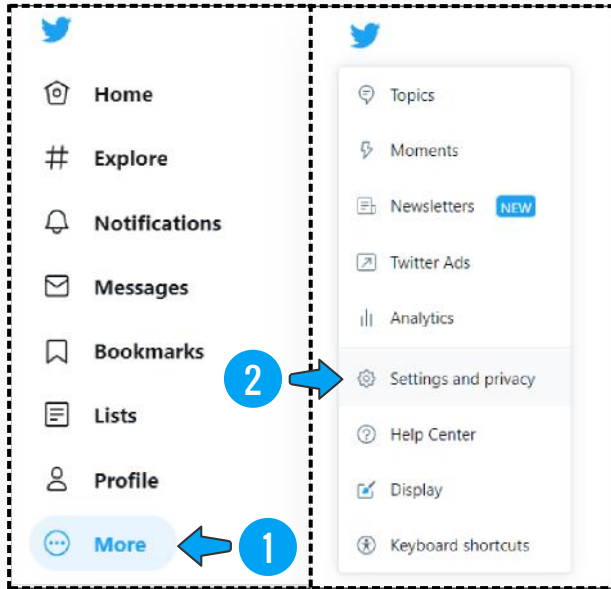 Home
Explore
Notifications
Messages
Bookmarks
Lists
Profile
More
1
Topics
Moments
Newsletters NEW
Twitter Ads
Analytics
2
Settings and privacy
Help Center
Display
Keyboard shortcuts